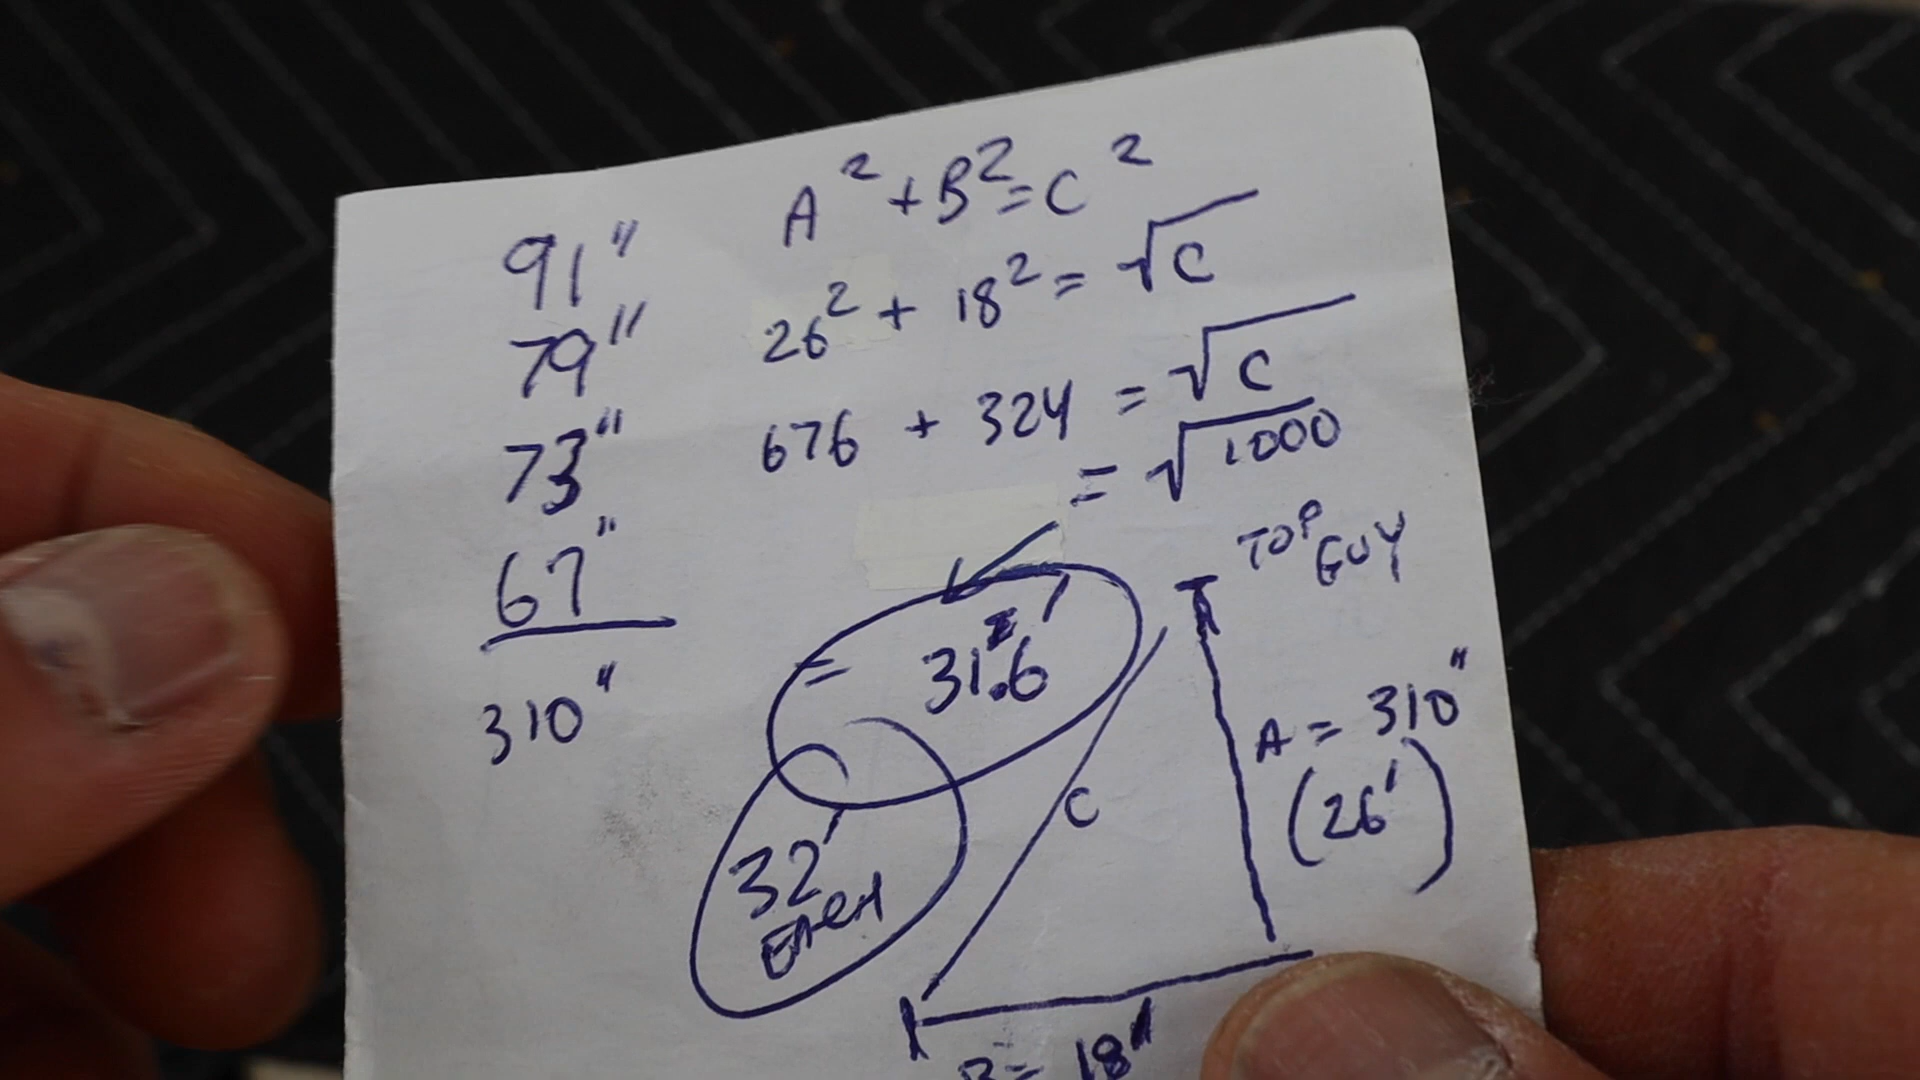 91"
79"
73"
67"
310"
A² + B² = C²
26² + 18² = √C
676 + 324 = √C
= √1000
= 31.6'
32'
EACH
TOP
GUY
A = 310"
(26')
C
B = 18"